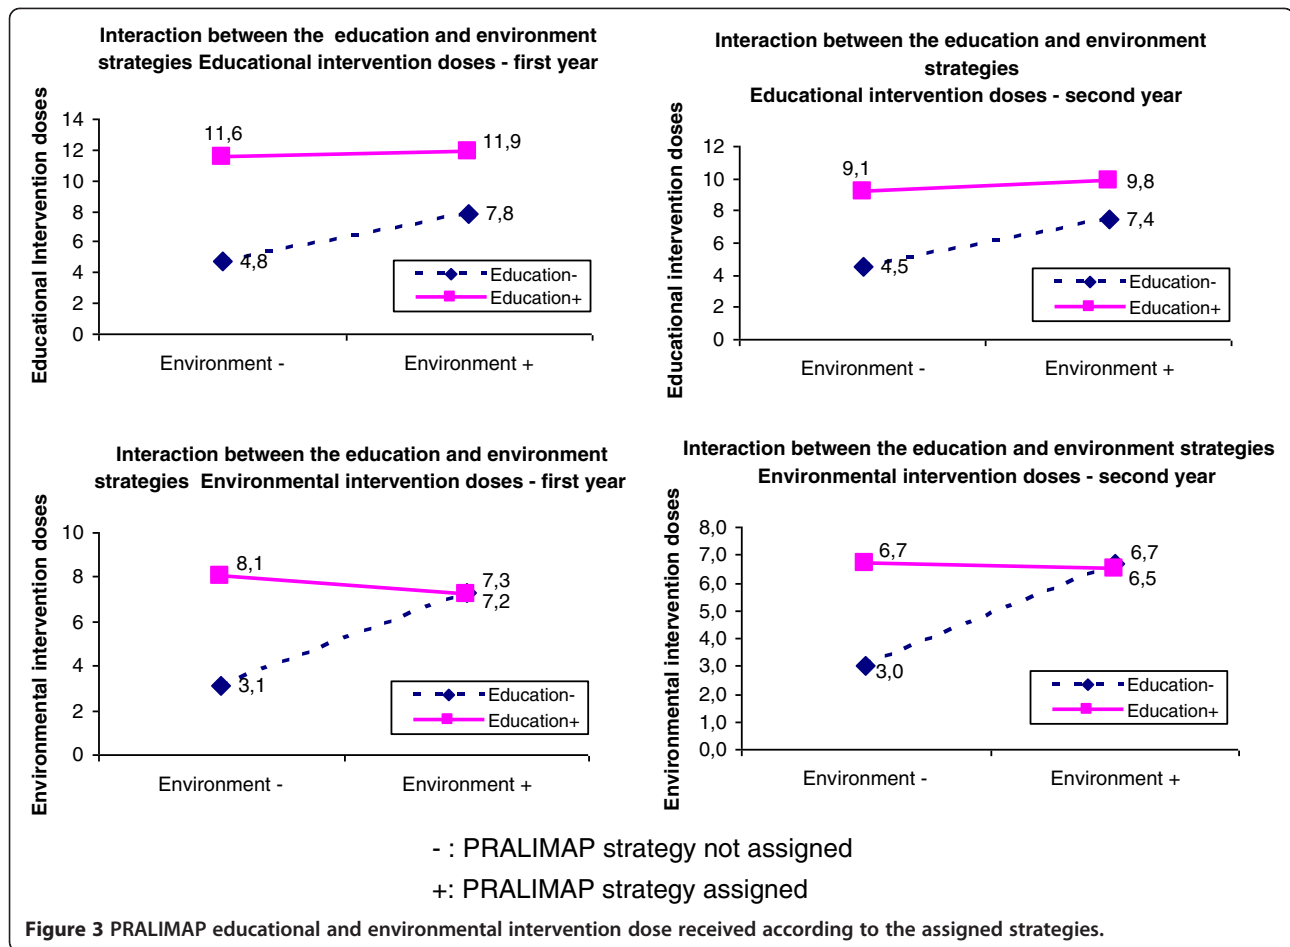 Interaction between the education and environment
strategies Educational intervention doses - first year
Educational Intervention doses
14
12
10
8
6
4
2
0
11,6
11,9
7,8
4,8
Education-
Education+
Environment -
Environment +
Interaction between the education and environment
strategies
Educational intervention doses - second year
Educational intervention doses
12
10
8
6
4
2
0
9,1
9,8
7,4
4,5
Education-
Education+
Environment -
Environment +
Interaction between the education and environment
strategies Environmental intervention doses - first year
Environmental intervention doses
10
8
6
4
2
0
8,1
7,3
7,2
3,1
Education-
Education+
Environment -
Environment +
Interaction between the education and environment strategies
Environmental intervention doses - second year
Environmental intervention doses
8,0
7,0
6,0
5,0
4,0
3,0
2,0
1,0
0,0
6,7
6,7
6,5
3,0
Education-
Education+
Environment -
Environment +
- : PRALIMAP strategy not assigned
+: PRALIMAP strategy assigned
Figure 3 PRALIMAP educational and environmental intervention dose received according to the assigned strategies.